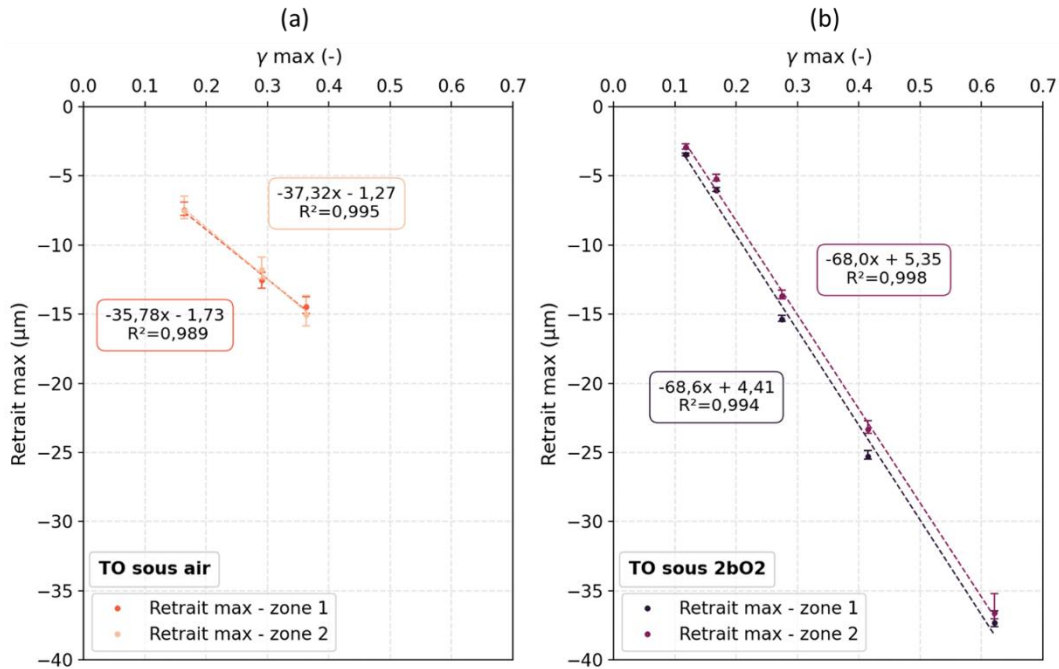 (a)
γ max (-)
0.0 0.1 0.2 0.3 0.4 0.5 0.6 0.7
0
−5
−10
−15
−20
−25
−30
−35
−40
Retrait max (µm)
-37,32x - 1,27
R²=0,995
-35,78x - 1,73
R²=0,989
TO sous air
Retrait max - zone 1
Retrait max - zone 2
(b)
γ max (-)
0.0 0.1 0.2 0.3 0.4 0.5 0.6 0.7
0
−5
−10
−15
−20
−25
−30
−35
−40
Retrait max (µm)
-68,0x + 5,35
R²=0,998
-68,6x + 4,41
R²=0,994
TO sous 2bO2
Retrait max - zone 1
Retrait max - zone 2